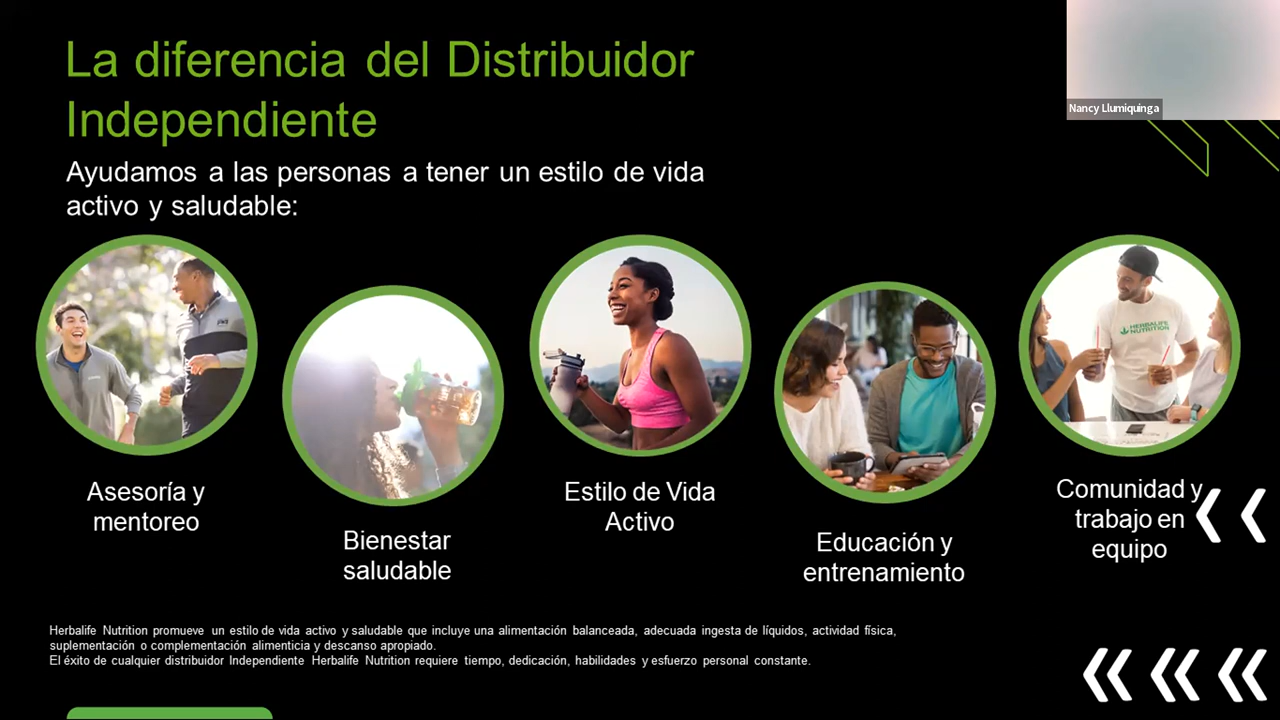 La diferencia del Distribuidor
Independiente
Nancy Llumiquinga
Ayudamos a las personas a tener un estilo de vida
activo y saludable:
HERBALIFE
NUTRITION
Asesoría y
mentoreo
Bienestar
saludable
Estilo de Vida
Activo
Educación y
entrenamiento
Comunidad y
trabajo en
equipo
Herbalife Nutrition promueve un estilo de vida activo y saludable que incluye una alimentación balanceada, adecuada ingesta de líquidos, actividad física,
suplementación o complementación alimenticia y descanso apropiado.
El éxito de cualquier distribuidor Independiente Herbalife Nutrition requiere tiempo, dedicación, habilidades y esfuerzo personal constante.